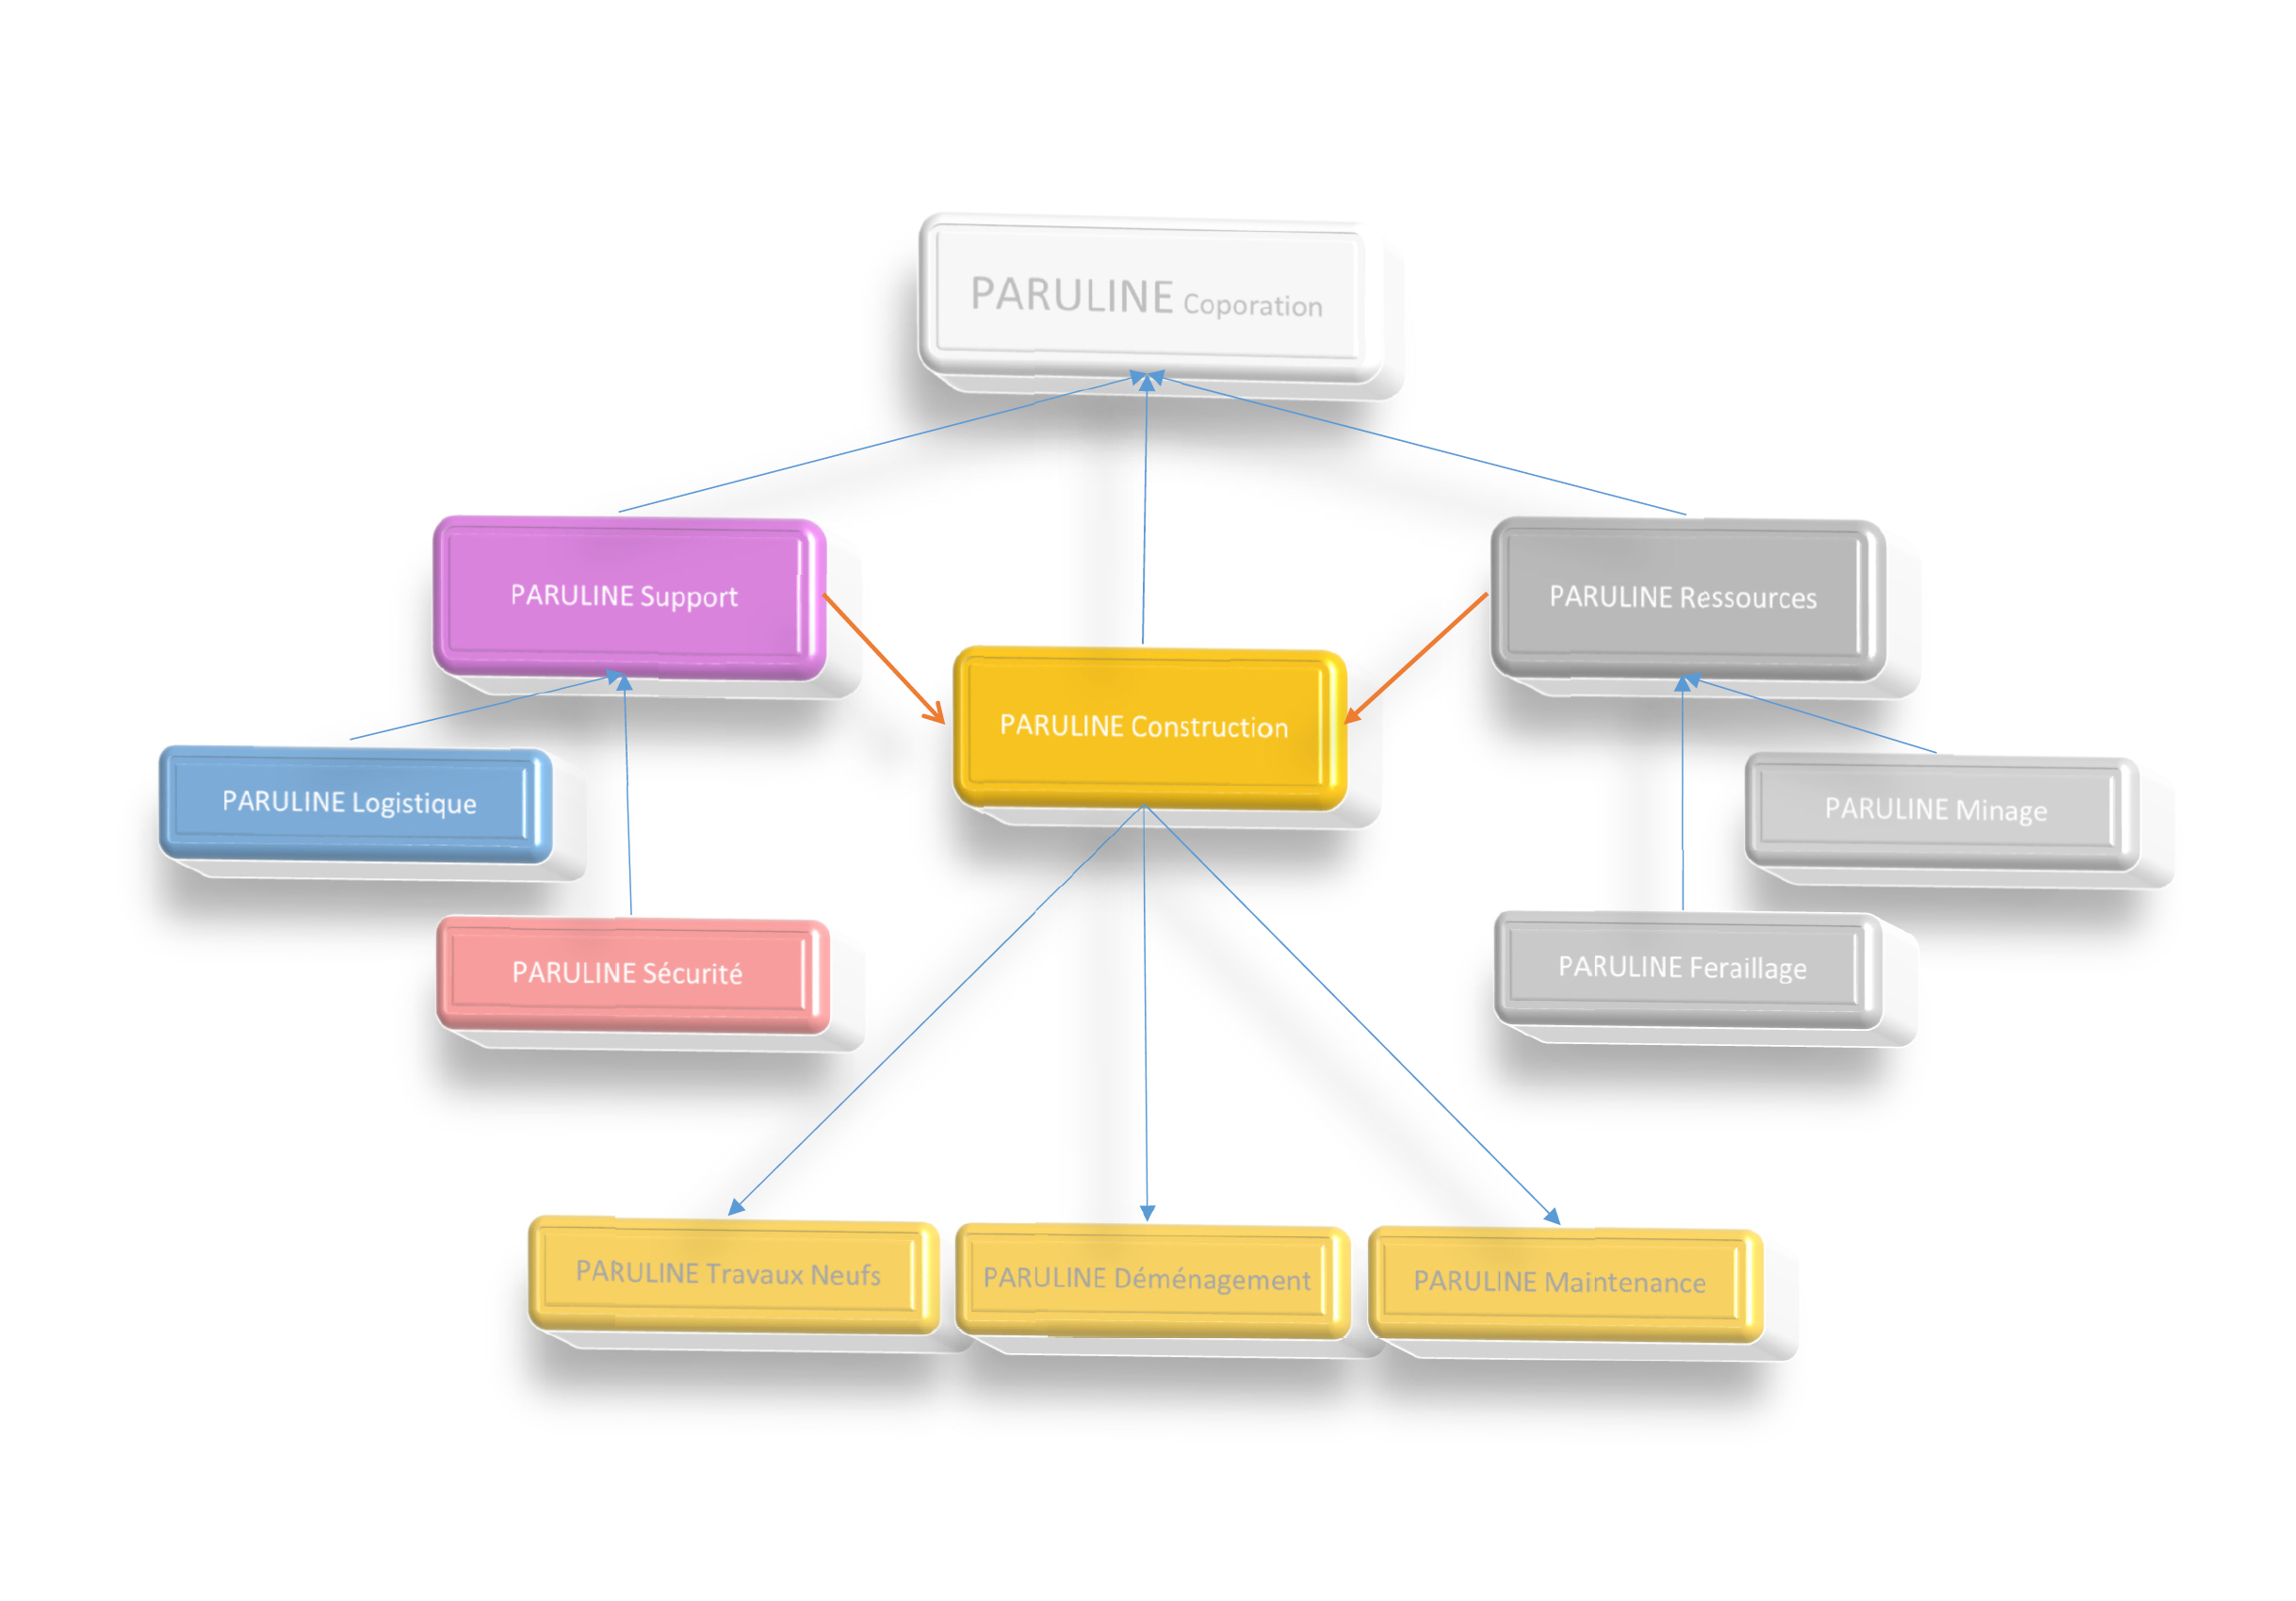 PARULINE Coporation
PARULINE Support
PARULINE Ressources
PARULINE Construction
PARULINE Logistique
PARULINE Minage
PARULINE Sécurité
PARULINE Feraillage
PARULINE Travaux Neufs
PARULINE Déménagement
PARULINE Maintenance